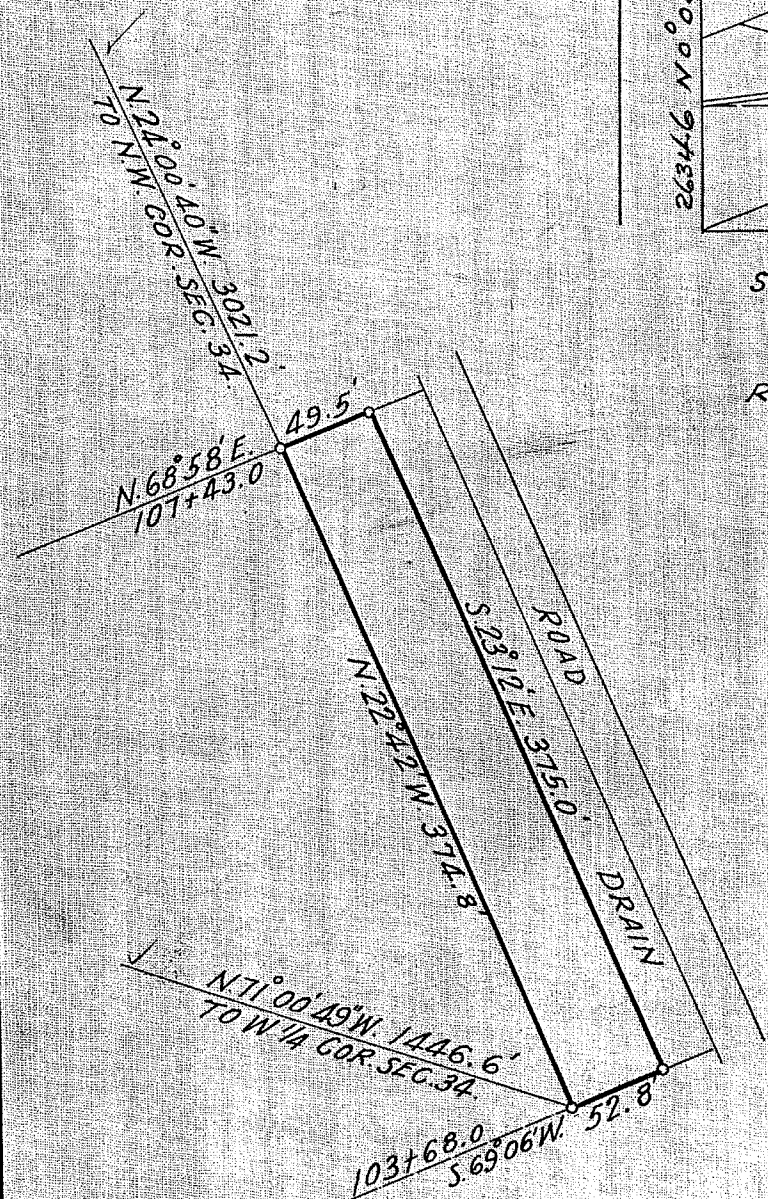 N. 24° 00' 40" W. 3021.2
TO N.W. COR. SEC. 34.
49.5'
N. 68° 58' E.
107+43.0
S. 23° 12' E. 375.0'
ROAD
N. 22° 42' W. 374.8'
DRAIN
N 71° 00' 49" W. 1446.6'
TO W 1/4 COR. SEC. 34.
103+68.0
S. 69° 06' W.
52.8'
2634.6 N 0° 0
S
R